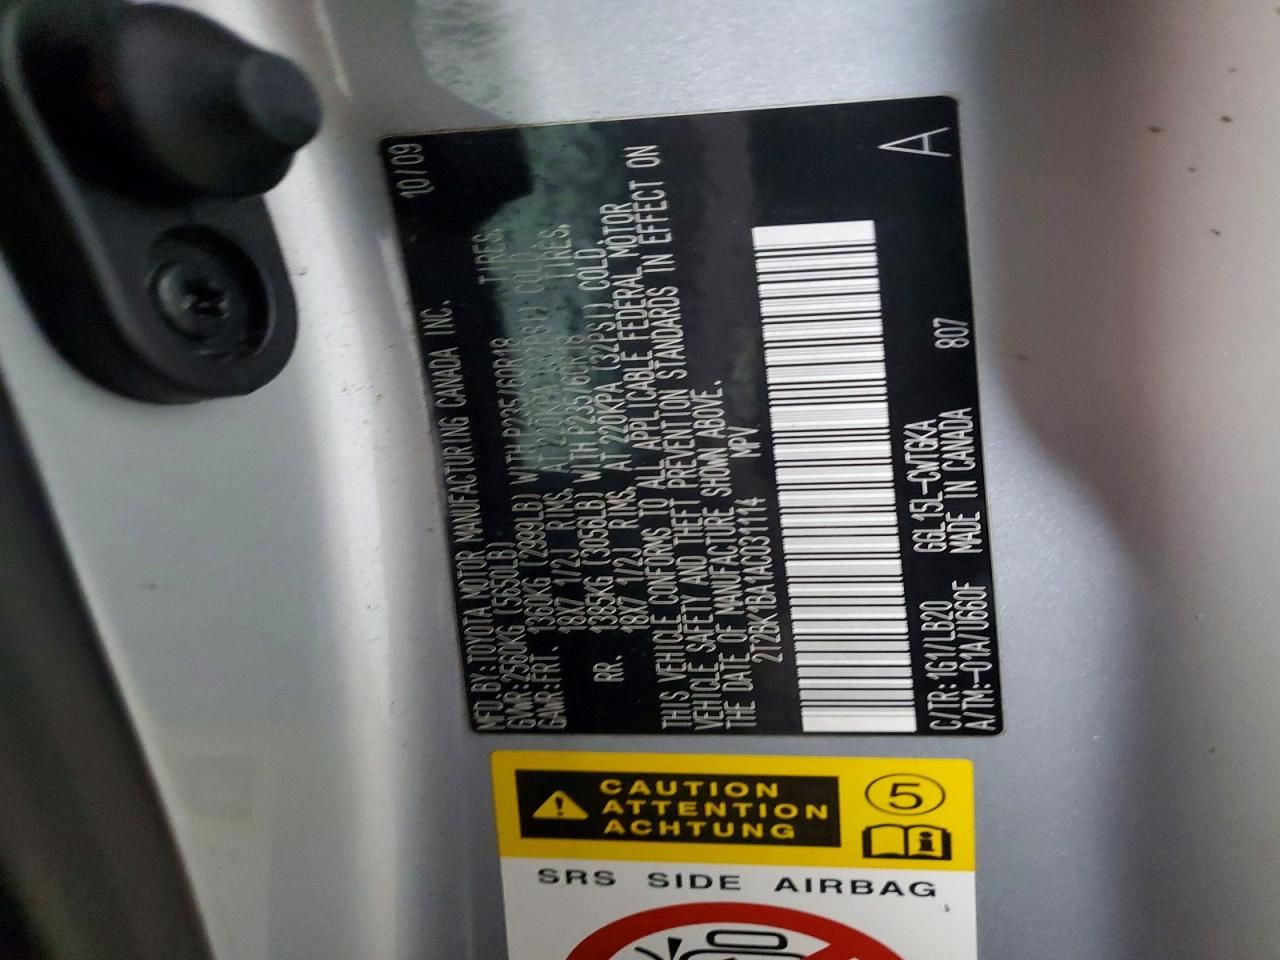 MFD.BY:TOYOTA MOTOR MANUFACTURING CANADA INC. 10/09
GVWR:2560KG (5650LB)
GAWR:FRT. 1360KG (2999LB) WITH P235/60R18 TIRES,
18X7 1/2J RIMS, AT 220KPA (32PSI) COLD.
RR. 1385KG (3056LB) WITH P235/60R18 TIRES,
18X7 1/2J RIMS, AT 220KPA (32PSI) COLD.
THIS VEHICLE CONFORMS TO ALL APPLICABLE FEDERAL MOTOR
VEHICLE SAFETY AND THEFT PREVENTION STANDARDS IN EFFECT ON
THE DATE OF MANUFACTURE SHOWN ABOVE.
2T2BK1BA1AC031114 MPV
C/TR:1G1/LB20 GGL15L-CWTGKA A
A/TM:-01A/U660F MADE IN CANADA 807
CAUTION
ATTENTION
ACHTUNG
5
i
SRS SIDE AIRBAG